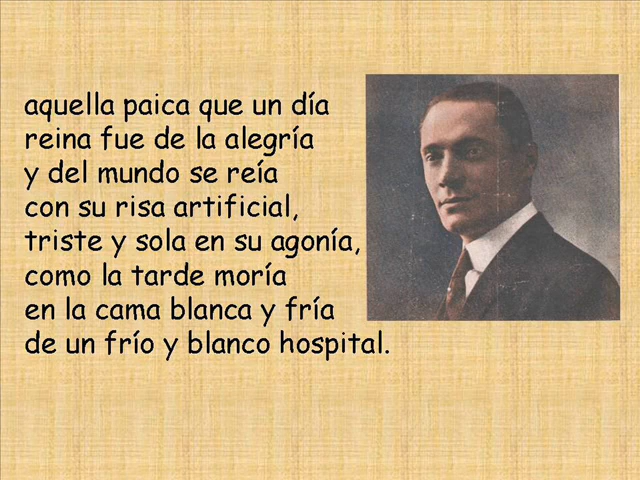 aquella paica que un día
reina fue de la alegría
y del mundo se reía
con su risa artificial,
triste y sola en su agonía,
como la tarde moría
en la cama blanca y fría
de un frío y blanco hospital.